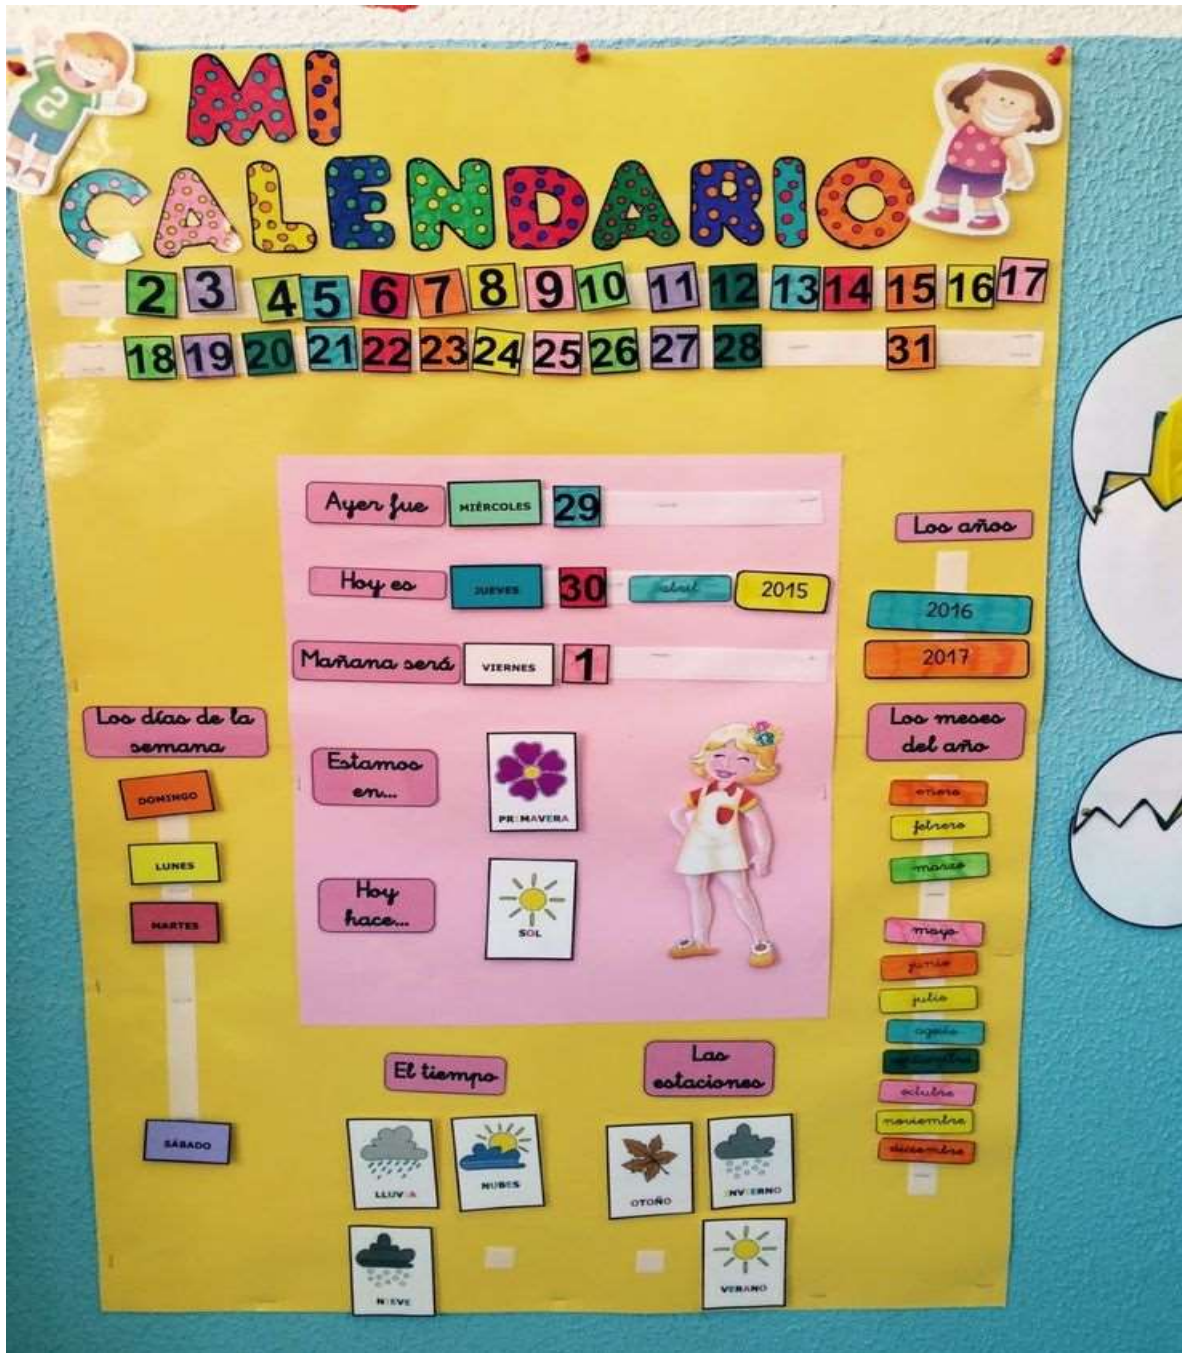 2
MI
CALENDARIO
2 3 4 5 6 7 8 9 10 11 12 13 14 15 16 17
18 19 20 21 22 23 24 25 26 27 28 31
Ayer fue MIÉRCOLES 29
Hoy es JUEVES 30 abril 2015
Mañana será VIERNES 1
Estamos
en...
PRIMAVERA
Hoy
hace...
SOL
Los años
2016
2017
Los días de la
semana
DOMINGO
LUNES
MARTES
SÁBADO
Los meses
del año
enero
febrero
marzo
mayo
junio
julio
agosto
septiembre
octubre
noviembre
diciembre
El tiempo
LLUVIA
NUBES
NIEVE
Las
estaciones
OTOÑO
INVIERNO
VERANO